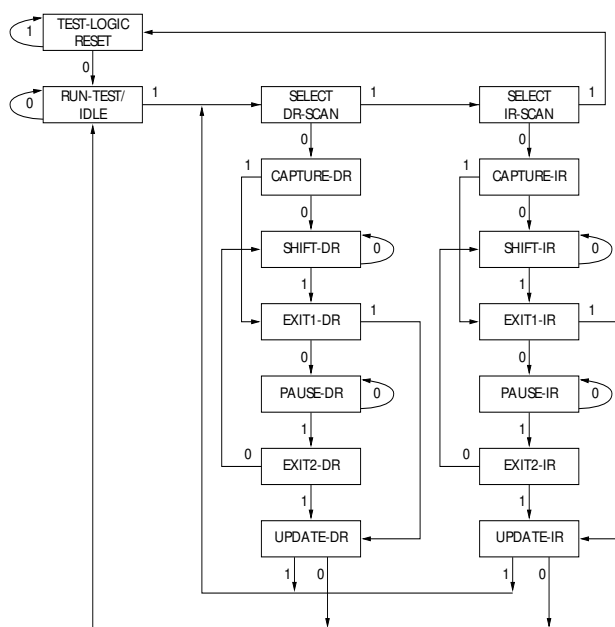 TEST-LOGIC
RESET
1
0
RUN-TEST/
IDLE
0
1
SELECT
DR-SCAN
1
SELECT
IR-SCAN
1
0
0
1
CAPTURE-DR
1
CAPTURE-IR
0
0
SHIFT-DR
0
SHIFT-IR
0
1
1
EXIT1-DR
1
EXIT1-IR
1
0
0
PAUSE-DR
0
PAUSE-IR
0
1
1
0
EXIT2-DR
0
EXIT2-IR
1
1
UPDATE-DR
UPDATE-IR
1
0
1
0